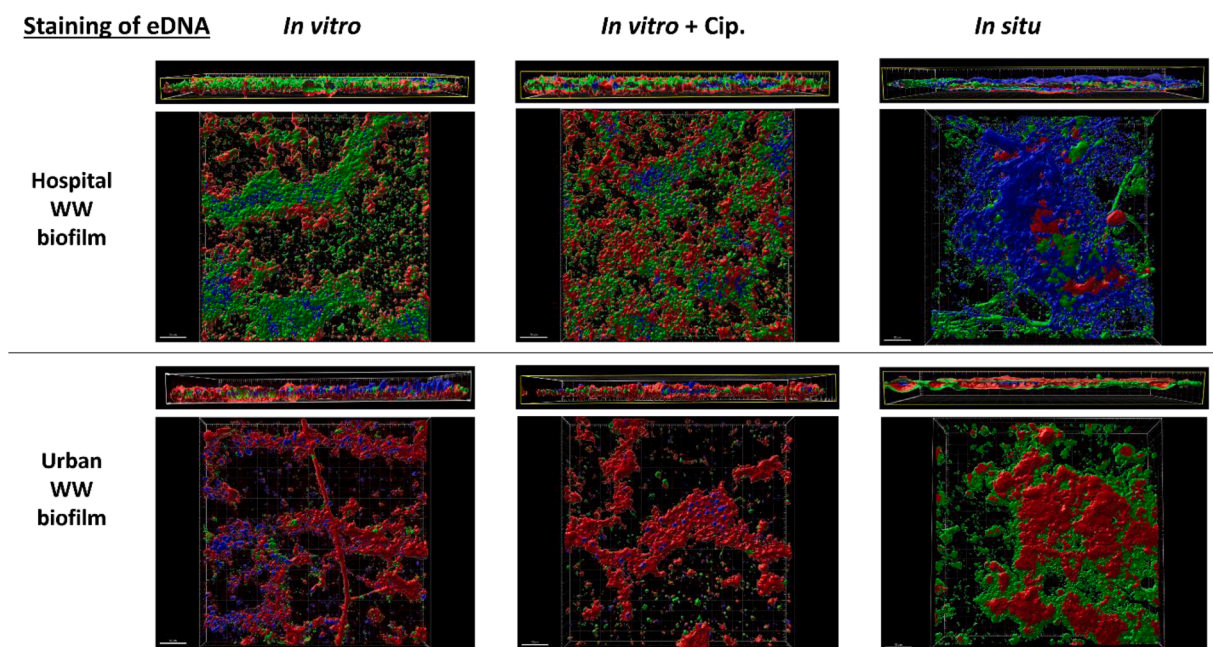 Staining of eDNA
In vitro
In vitro + Cip.
In situ
Hospital
WW
biofilm
Urban
WW
biofilm